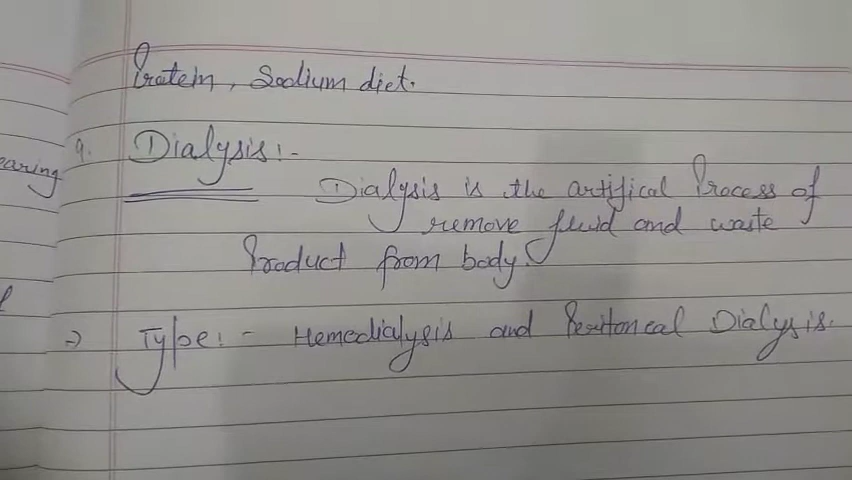 Protein, Sodium diet.
9. Dialysis:-
earing
Dialysis is the artifical Process of
remove fluid and waste
Product from body.
→ Type:- Hemodialysis and Peritoneal Dialysis.